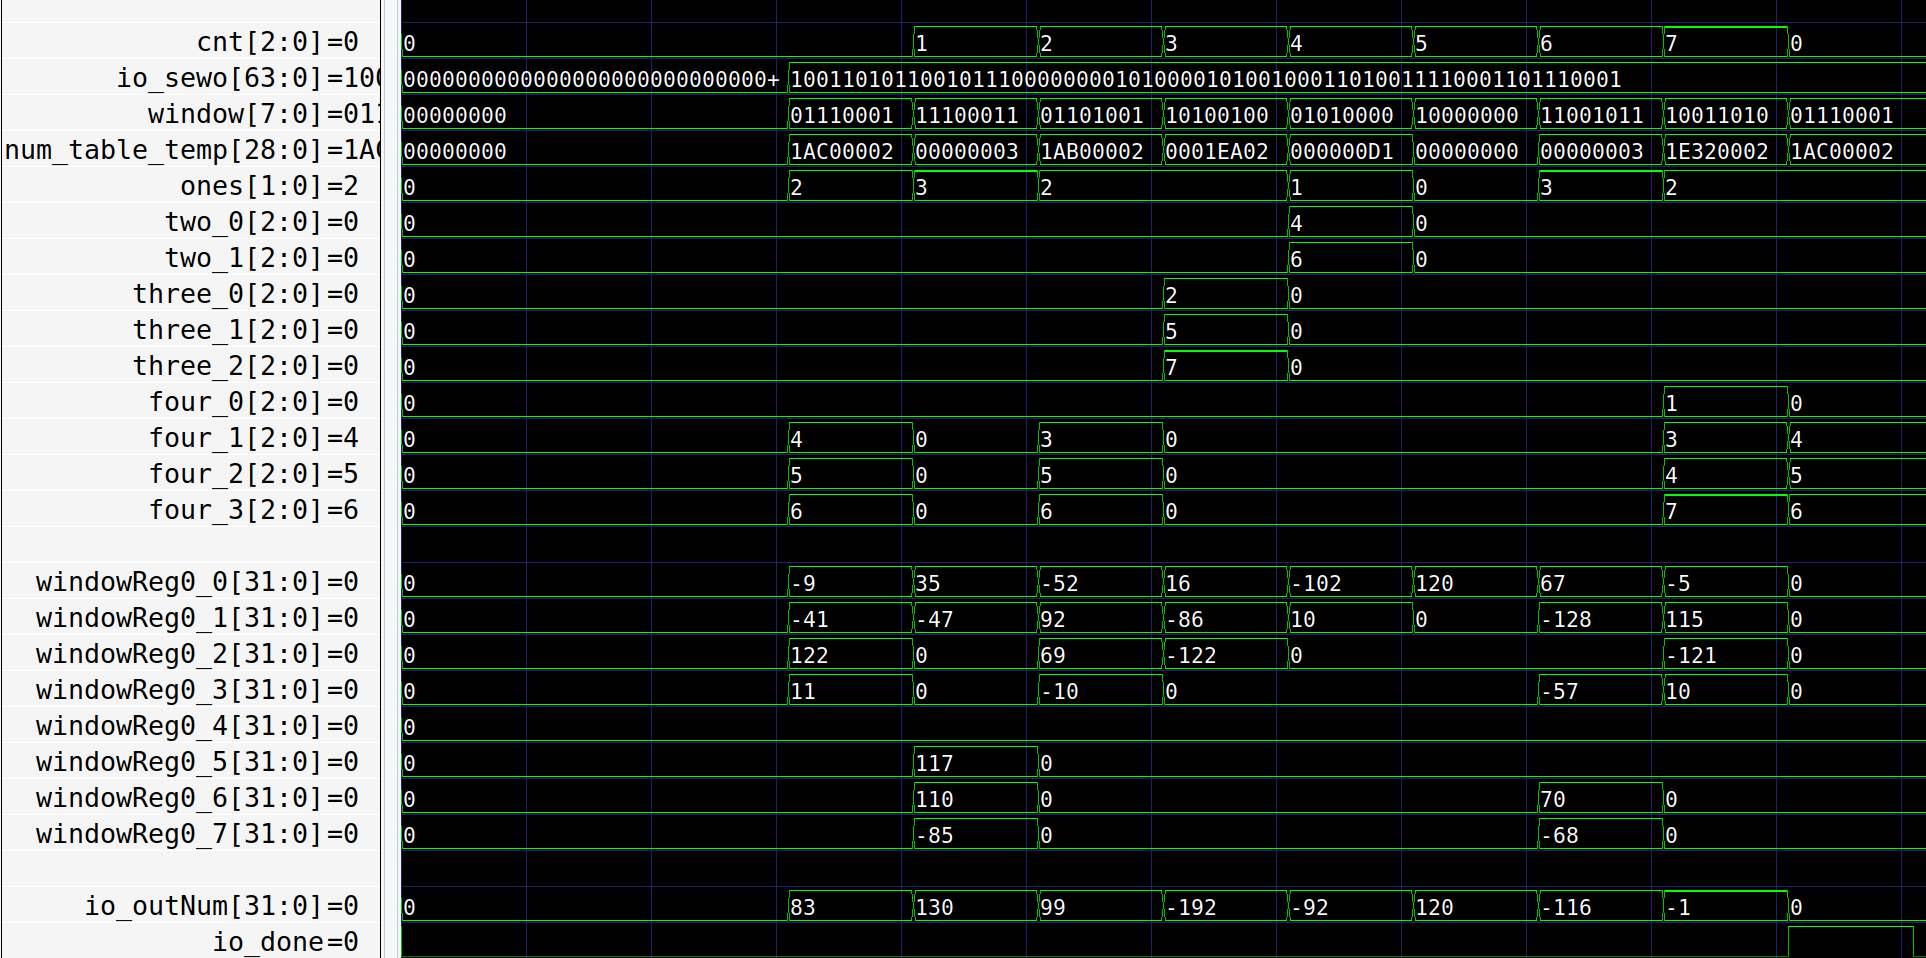 cnt[2:0]=0 0 1 2 3 4 5 6 7 0
io_sewo[63:0]=100 0000000000000000000000000000+ 1001101011001011100000000101000010100100011010011110001101110001
window[7:0]=011 00000000 01110001 11100011 01101001 10100100 01010000 10000000 11001011 10011010 01110001
num_table_temp[28:0]=1AC 00000000 1AC00002 00000003 1AB00002 0001EA02 000000D1 00000000 00000003 1E320002 1AC00002
ones[1:0]=2 0 2 3 2 1 0 3 2
two_0[2:0]=0 0 4 0
two_1[2:0]=0 0 6 0
three_0[2:0]=0 0 2 0
three_1[2:0]=0 0 5 0
three_2[2:0]=0 0 7 0
four_0[2:0]=0 0 1 0
four_1[2:0]=4 0 4 0 3 0 3 4
four_2[2:0]=5 0 5 0 5 0 4 5
four_3[2:0]=6 0 6 0 6 0 7 6
windowReg0_0[31:0]=0 0 -9 35 -52 16 -102 120 67 -5 0
windowReg0_1[31:0]=0 0 -41 -47 92 -86 10 0 -128 115 0
windowReg0_2[31:0]=0 0 122 0 69 -122 0 -121 0
windowReg0_3[31:0]=0 0 11 0 -10 0 -57 10 0
windowReg0_4[31:0]=0 0
windowReg0_5[31:0]=0 0 117 0
windowReg0_6[31:0]=0 0 110 0 70 0
windowReg0_7[31:0]=0 0 -85 0 -68 0
io_outNum[31:0]=0 0 83 130 99 -192 -92 120 -116 -1 0
io_done=0